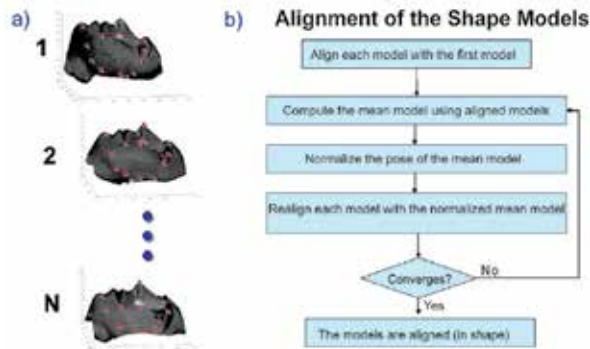 a)
1
2
N
b)
Alignment of the Shape Models
Align each model with the first model
Compute the mean model using aligned models
Normalize the pose of the mean model
Realign each model with the normalized mean model
Converges?
No
Yes
The models are aligned (in shape)